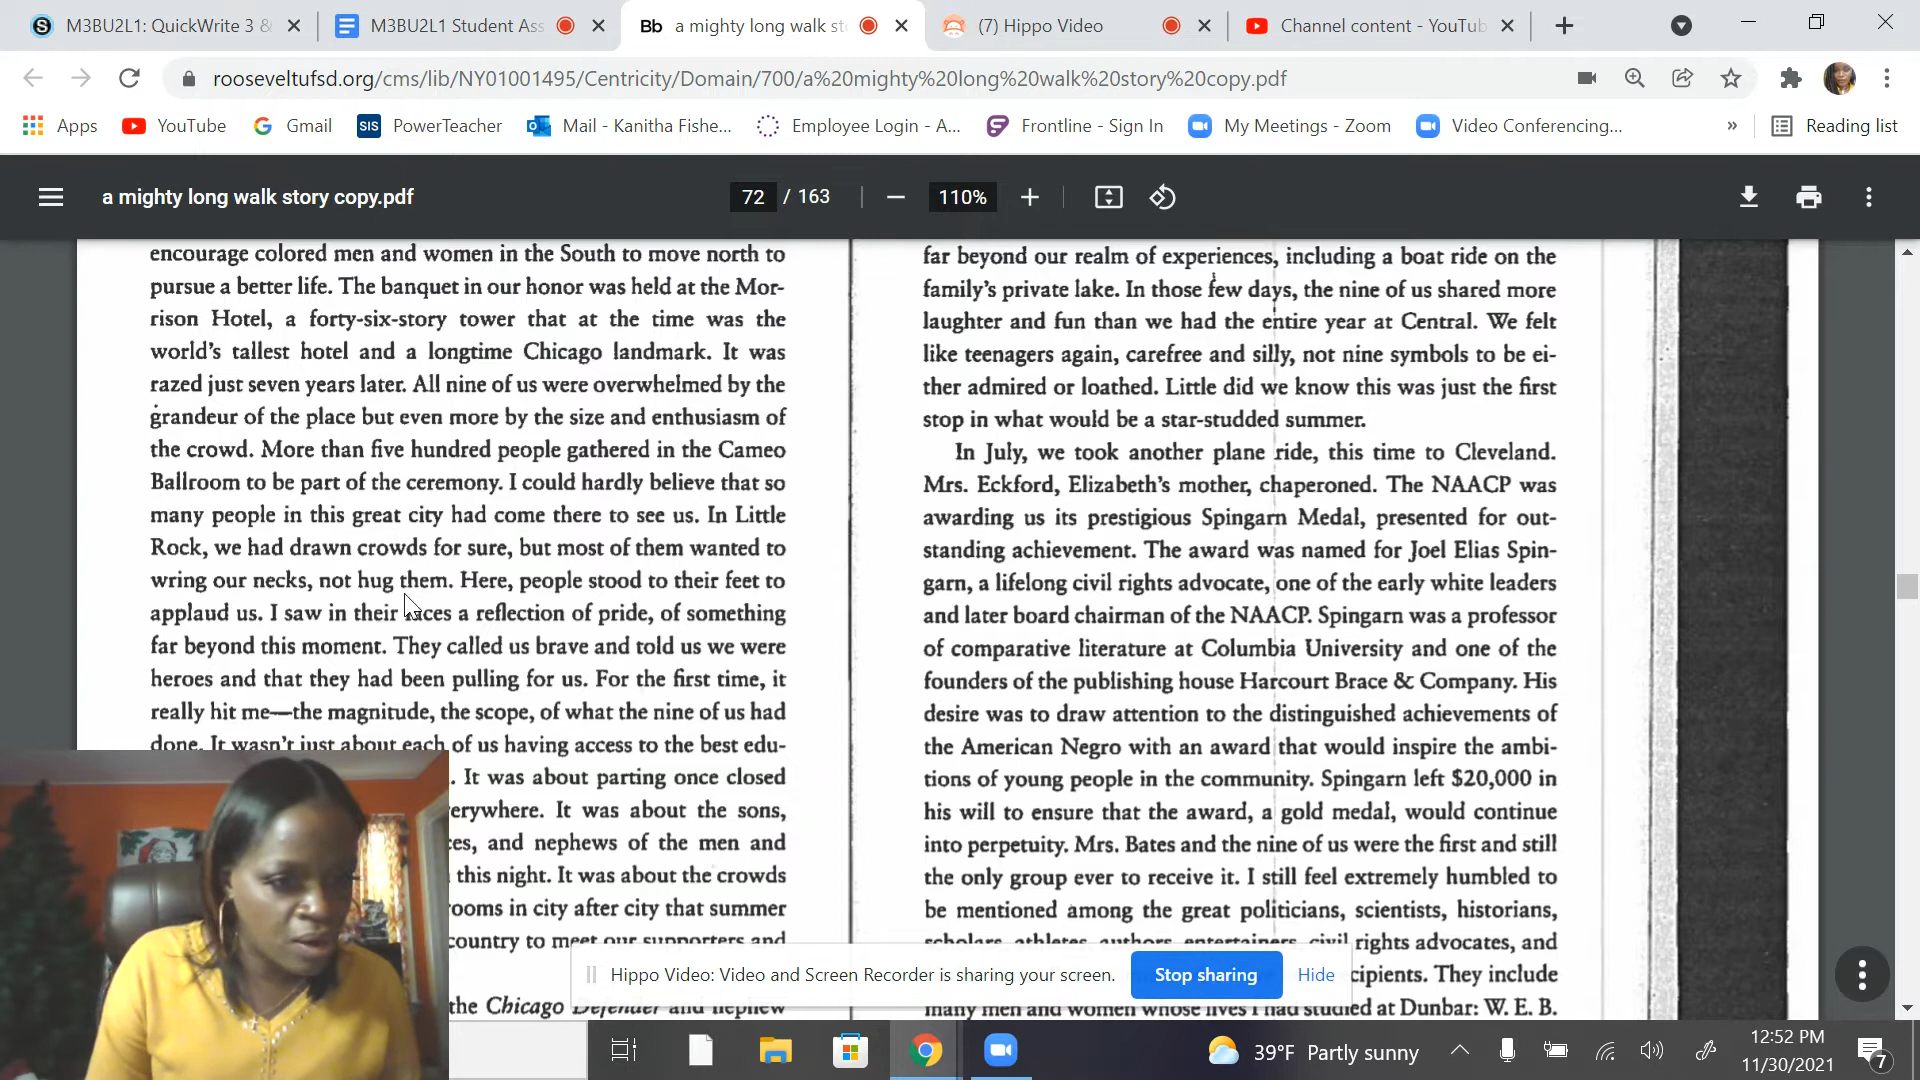 M3BU2L1: QuickWrite 3 &
M3BU2L1 Student Ass
Bb a mighty long walk sto
(7) Hippo Video
Channel content - YouTub
rooseveltufsd.org/cms/lib/NY01001495/Centricity/Domain/700/a%20mighty%20long%20walk%20story%20copy.pdf
Apps
YouTube
Gmail
SIS PowerTeacher
Mail - Kanitha Fishe...
Employee Login - A...
Frontline - Sign In
My Meetings - Zoom
Video Conferencing...
»
Reading list
a mighty long walk story copy.pdf
72 / 163
110%
encourage colored men and women in the South to move north to
pursue a better life. The banquet in our honor was held at the Mor-
rison Hotel, a forty-six-story tower that at the time was the
world's tallest hotel and a longtime Chicago landmark. It was
razed just seven years later. All nine of us were overwhelmed by the
grandeur of the place but even more by the size and enthusiasm of
the crowd. More than five hundred people gathered in the Cameo
Ballroom to be part of the ceremony. I could hardly believe that so
many people in this great city had come there to see us. In Little
Rock, we had drawn crowds for sure, but most of them wanted to
wring our necks, not hug them. Here, people stood to their feet to
applaud us. I saw in their faces a reflection of pride, of something
far beyond this moment. They called us brave and told us we were
heroes and that they had been pulling for us. For the first time, it
really hit me—the magnitude, the scope, of what the nine of us had
done. It wasn't just about each of us having access to the best edu-
. It was about parting once closed
erywhere. It was about the sons,
ces, and nephews of the men and
this night. It was about the crowds
ooms in city after city that summer
country to meet our supporters and
the Chicago Defender and nephew
far beyond our realm of experiences, including a boat ride on the
family's private lake. In those few days, the nine of us shared more
laughter and fun than we had the entire year at Central. We felt
like teenagers again, carefree and silly, not nine symbols to be ei-
ther admired or loathed. Little did we know this was just the first
stop in what would be a star-studded summer.
In July, we took another plane ride, this time to Cleveland.
Mrs. Eckford, Elizabeth's mother, chaperoned. The NAACP was
awarding us its prestigious Spingarn Medal, presented for out-
standing achievement. The award was named for Joel Elias Spin-
garn, a lifelong civil rights advocate, one of the early white leaders
and later board chairman of the NAACP. Spingarn was a professor
of comparative literature at Columbia University and one of the
founders of the publishing house Harcourt Brace & Company. His
desire was to draw attention to the distinguished achievements of
the American Negro with an award that would inspire the ambi-
tions of young people in the community. Spingarn left $20,000 in
his will to ensure that the award, a gold medal, would continue
into perpetuity. Mrs. Bates and the nine of us were the first and still
the only group ever to receive it. I still feel extremely humbled to
be mentioned among the great politicians, scientists, historians,
scholars, athletes, authors, entertainers, civil rights advocates, and
cipients. They include
many men and women whose lives I had studied at Dunbar: W. E. B.
Hippo Video: Video and Screen Recorder is sharing your screen.
Stop sharing
Hide
39°F Partly sunny
12:52 PM
11/30/2021
7